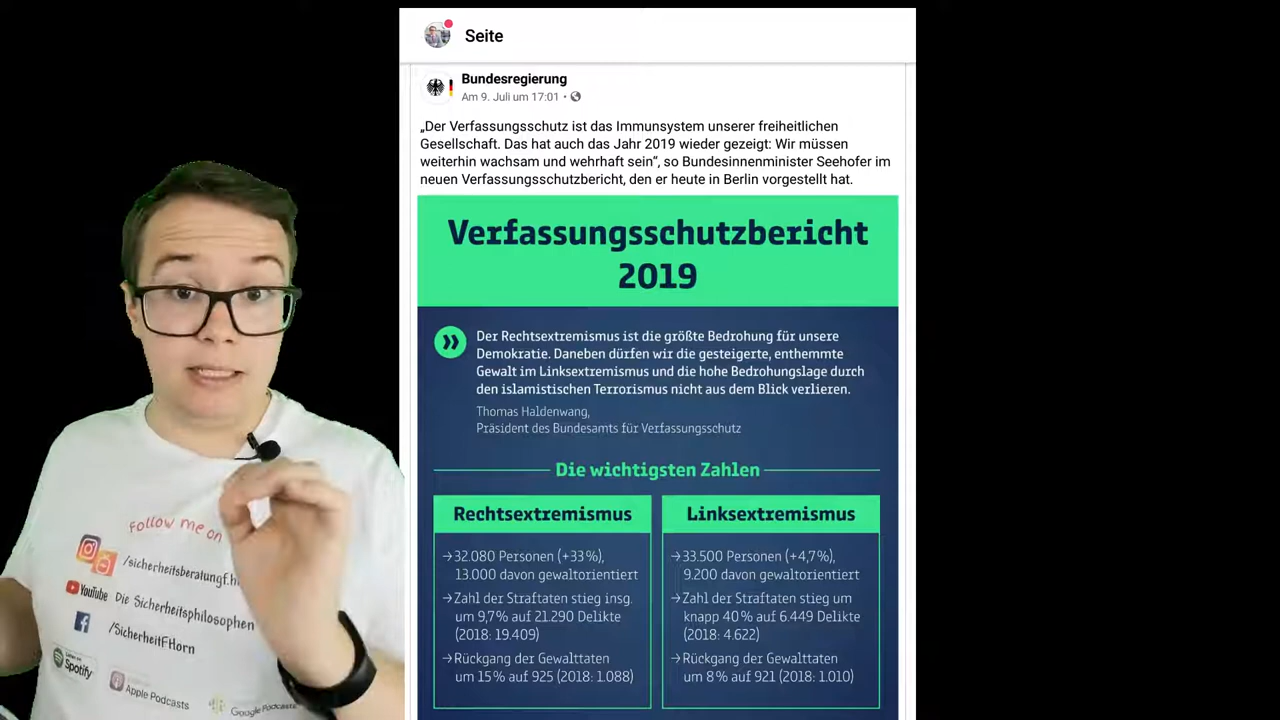 Seite
Bundesregierung
Am 9. Juli um 17:01 •
„Der Verfassungsschutz ist das Immunsystem unserer freiheitlichen
Gesellschaft. Das hat auch das Jahr 2019 wieder gezeigt: Wir müssen
weiterhin wachsam und wehrhaft sein“, so Bundesinnenminister Seehofer im
neuen Verfassungsschutzbericht, den er heute in Berlin vorgestellt hat.
Verfassungsschutzbericht
2019
Der Rechtsextremismus ist die größte Bedrohung für unsere
Demokratie. Daneben dürfen wir die gesteigerte, enthemmte
Gewalt im Linksextremismus und die hohe Bedrohungslage durch
den islamistischen Terrorismus nicht aus dem Blick verlieren.
Thomas Haldenwang,
Präsident des Bundesamts für Verfassungsschutz
Die wichtigsten Zahlen
Rechtsextremismus
→32.080 Personen (+33%),
13.000 davon gewaltorientiert
→Zahl der Straftaten stieg insg.
um 9,7% auf 21.290 Delikte
(2018: 19.409)
→Rückgang der Gewalttaten
um 15% auf 925 (2018: 1.088)
Linksextremismus
→33.500 Personen (+4,7%),
9.200 davon gewaltorientiert
→Zahl der Straftaten stieg um
knapp 40% auf 6.449 Delikte
(2018: 4.622)
→Rückgang der Gewalttaten
um 8% auf 921 (2018: 1.010)
Follow me on
/sicherheitsberatungf.h
YouTube Die Sicherheitsphilosophen
/SicherheitFHorn
Spotify
Apple Podcasts
Google Podcasts